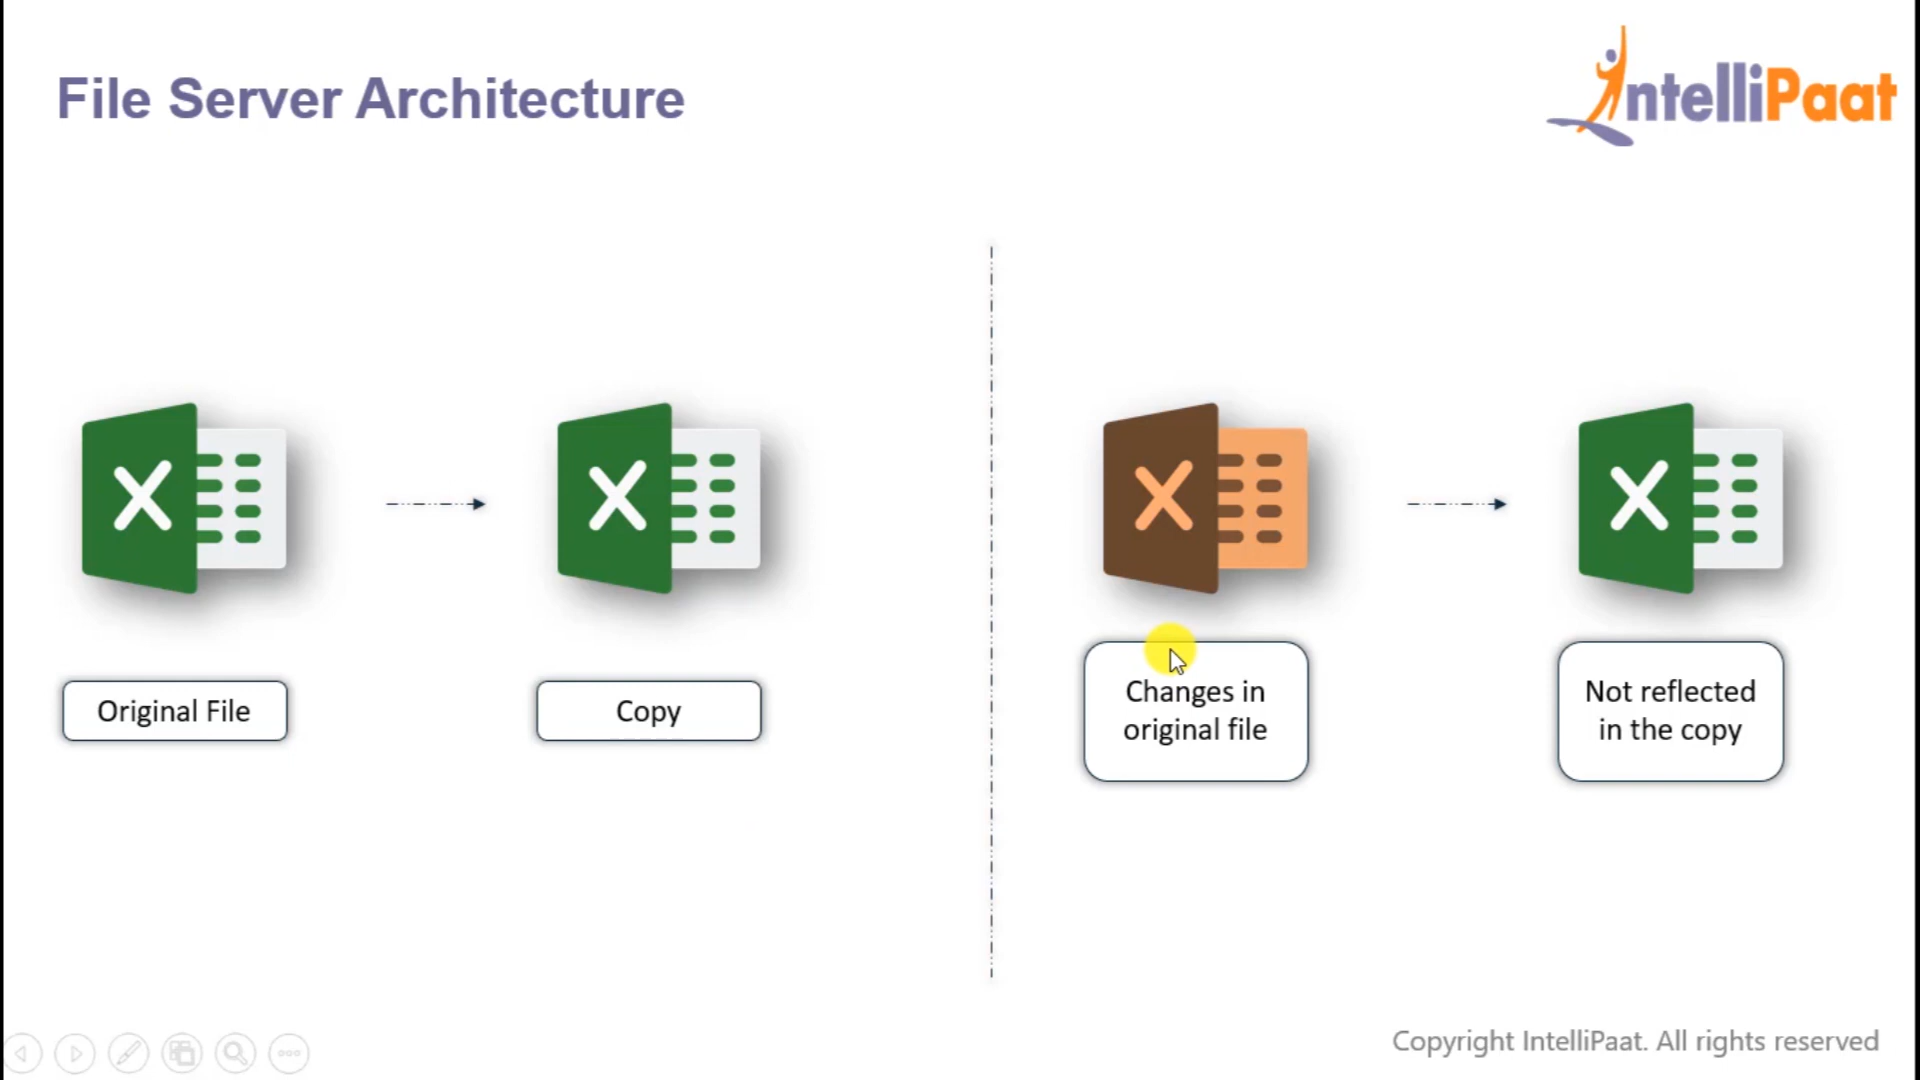 File Server Architecture
IntelliPaat
Original File
Copy
Changes in
original file
Not reflected
in the copy
Copyright IntelliPaat. All rights reserved